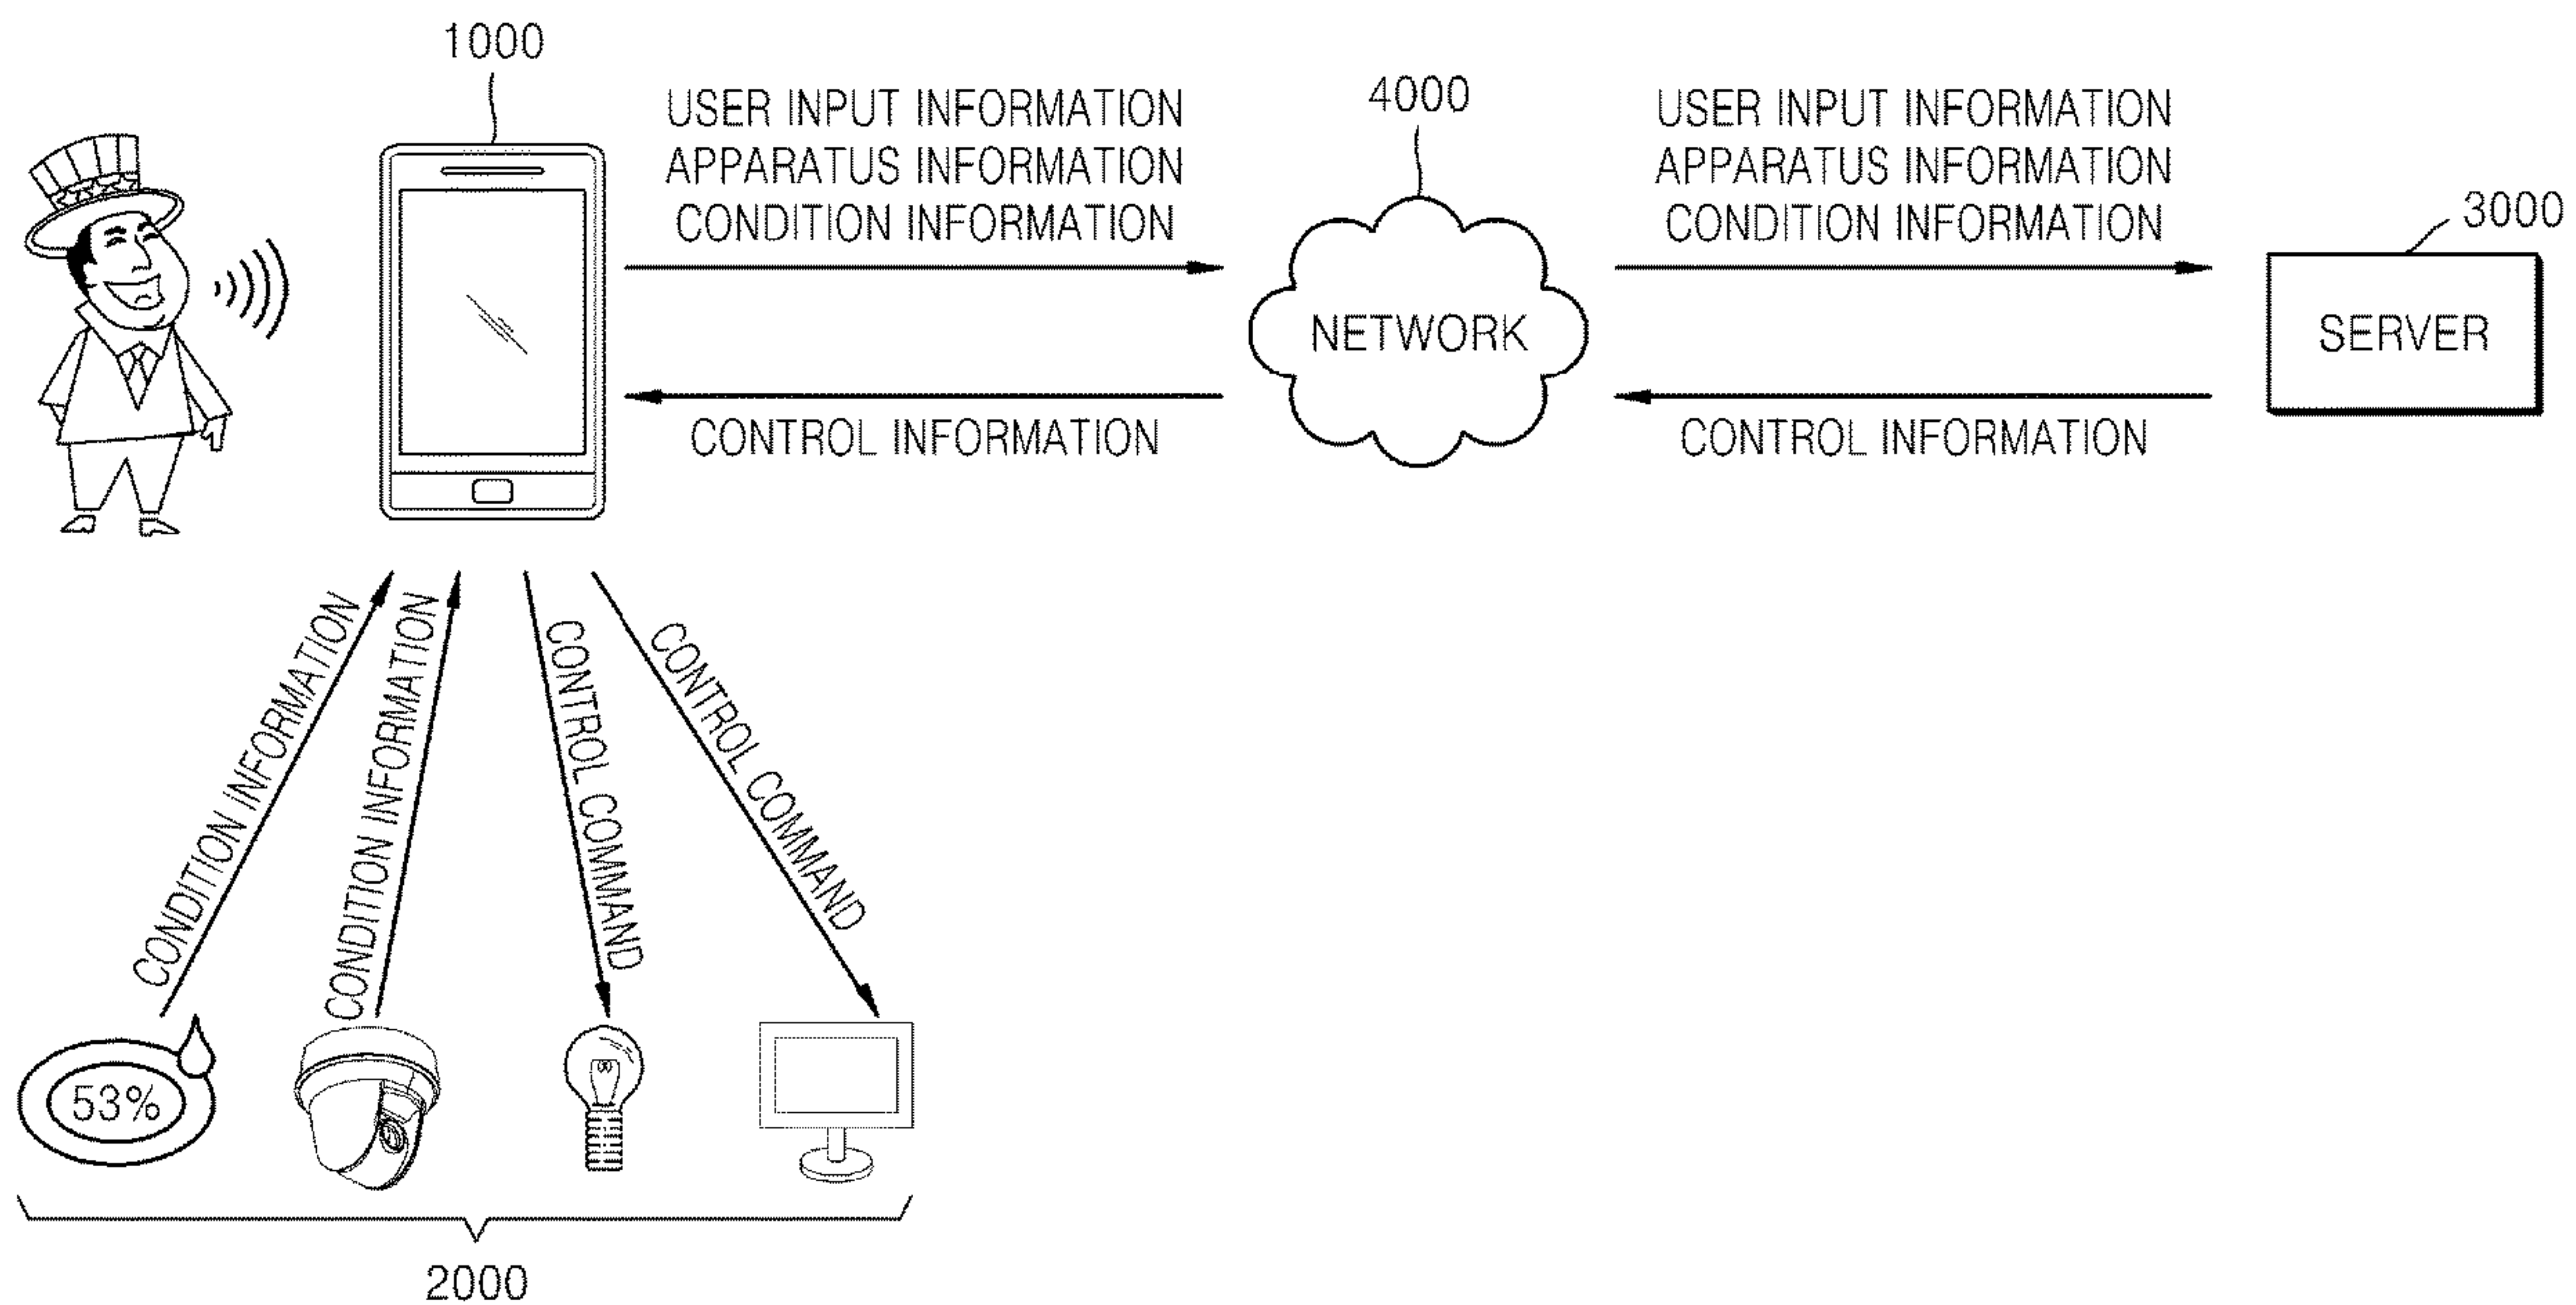 1000
USER INPUT INFORMATION
APPARATUS INFORMATION
CONDITION INFORMATION
4000
USER INPUT INFORMATION
APPARATUS INFORMATION
CONDITION INFORMATION
3000
NETWORK
SERVER
CONTROL INFORMATION
CONTROL INFORMATION
CONDITION INFORMATION
CONDITION INFORMATION
CONTROL COMMAND
CONTROL COMMAND
53%
2000